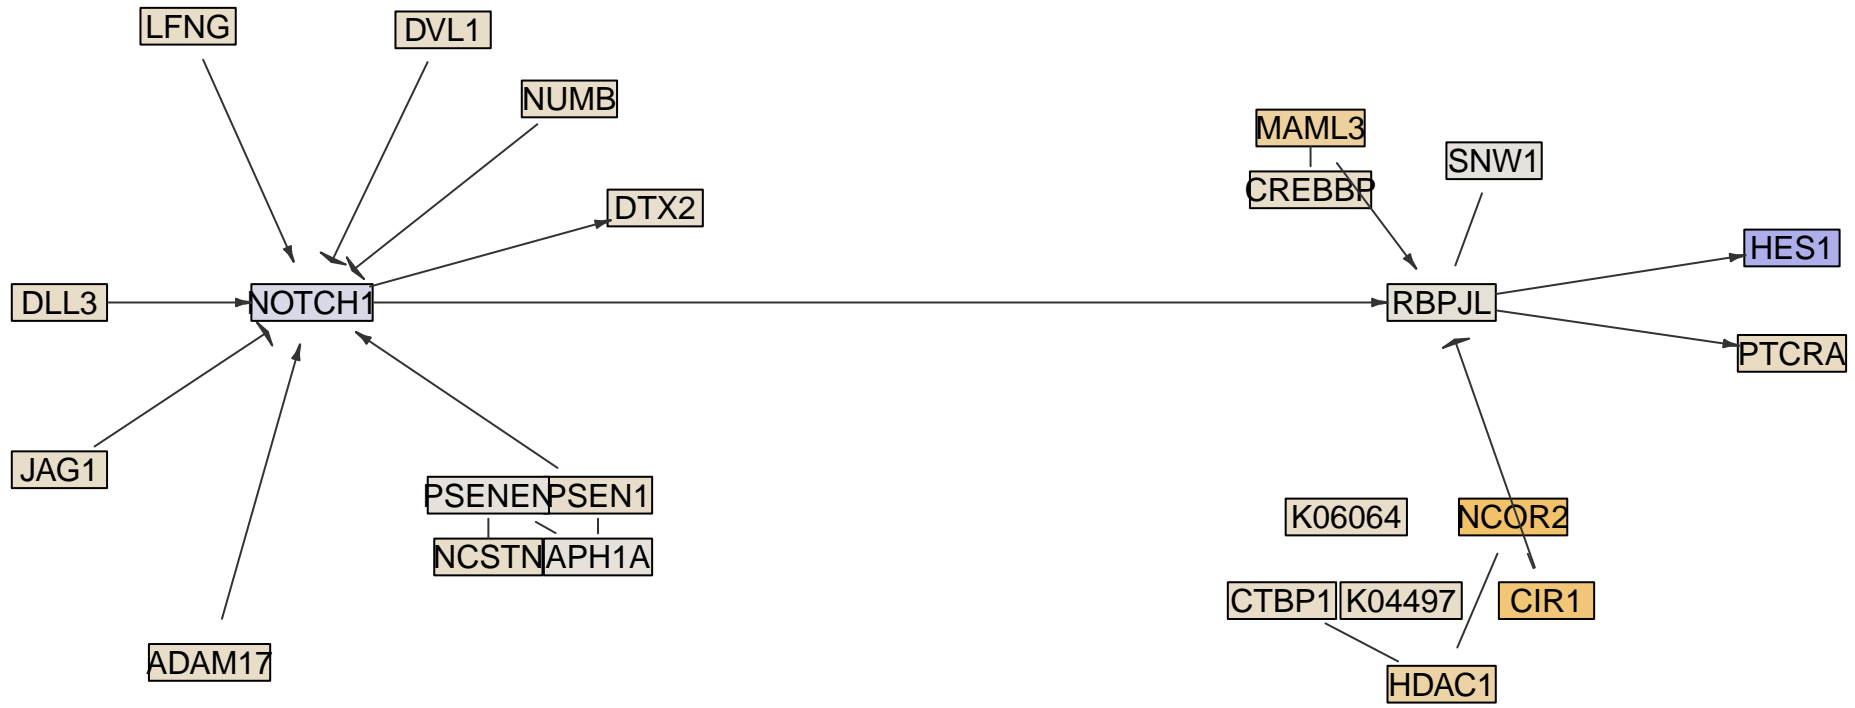 LFNG
DVL1
NUMB
MAML3
SNW1
CREBBP
DTX2
HES1
DLL3
NOTCH1
RBPJL
PTCRA
JAG1
PSENEN
PSEN1
K06064
NCOR2
NCSTN
APH1A
CTBP1
K04497
CIR1
ADAM17
HDAC1